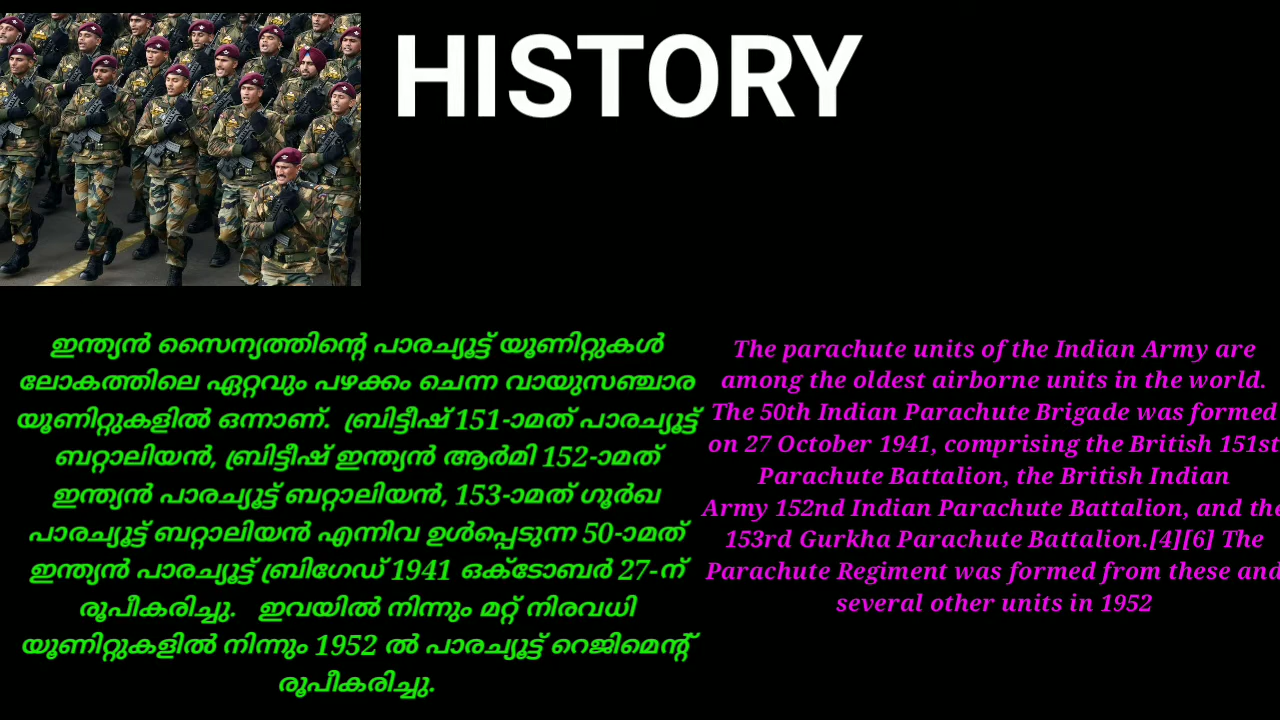 HISTORY
ഇന്ത്യൻ സൈന്യത്തിന്റെ പാരച്യൂട്ട് യൂണിറ്റുകൾ
ലോകത്തിലെ ഏറ്റവും പഴക്കം ചെന്ന വായുസഞ്ചാര
യൂണിറ്റുകളിൽ ഒന്നാണ്.  ബ്രിട്ടീഷ് 151-ാമത് പാരച്യൂട്ട്
ബറ്റാലിയൻ, ബ്രിട്ടീഷ് ഇന്ത്യൻ ആർമി 152-ാമത്
ഇന്ത്യൻ പാരച്യൂട്ട് ബറ്റാലിയൻ, 153-ാമത് ഗൂർഖ
പാരച്യൂട്ട് ബറ്റാലിയൻ എന്നിവ ഉൾപ്പെടുന്ന 50-ാമത്
ഇന്ത്യൻ പാരച്യൂട്ട് ബ്രിഗേഡ് 1941 ഒക്ടോബർ 27-ന്
രൂപീകരിച്ചു.   ഇവയിൽ നിന്നും മറ്റ് നിരവധി
യൂണിറ്റുകളിൽ നിന്നും 1952 ൽ പാരച്യൂട്ട് റെജിമെന്റ്
രൂപീകരിച്ചു.
The parachute units of the Indian Army are
among the oldest airborne units in the world.
The 50th Indian Parachute Brigade was formed
on 27 October 1941, comprising the British 151st
Parachute Battalion, the British Indian
Army 152nd Indian Parachute Battalion, and the
153rd Gurkha Parachute Battalion.[4][6] The
Parachute Regiment was formed from these and
several other units in 1952